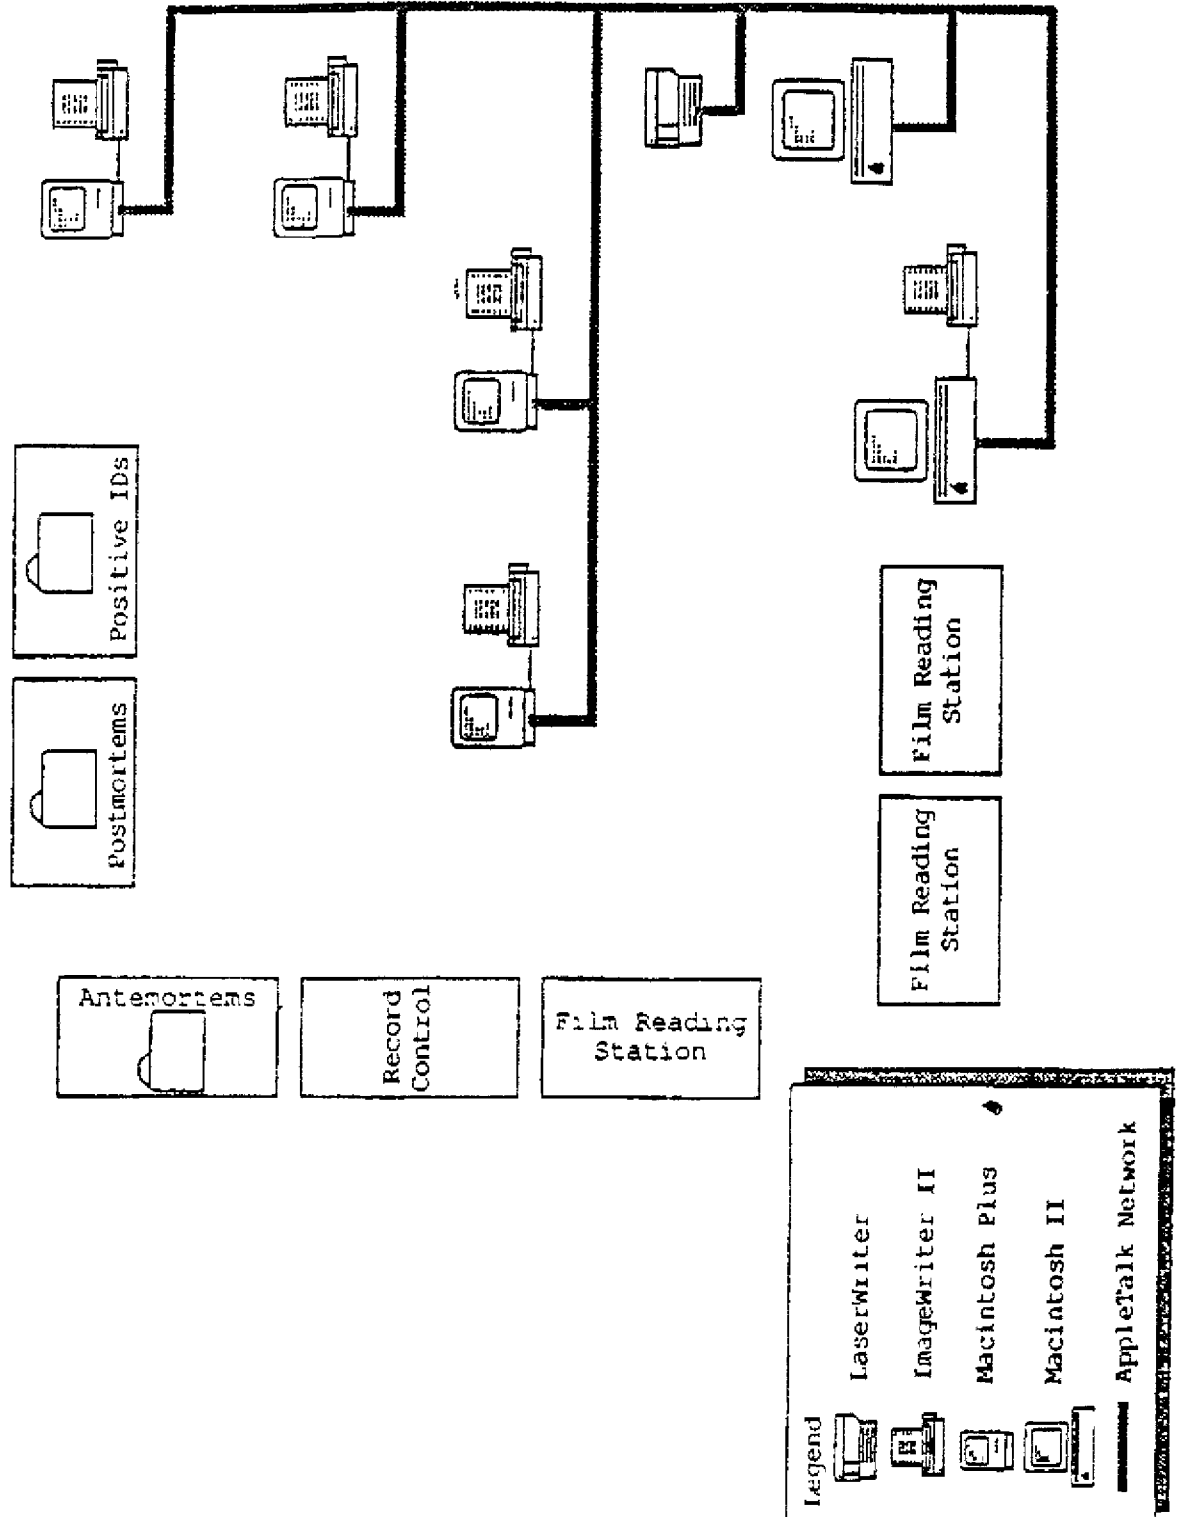 Positive IDs
Postmortems
Antemortems
Record
Control
Film Reading
Station
Film Reading
Station
Film Reading
Station
Legend
LaserWriter
ImageWriter II
Macintosh Plus
Macintosh II
AppleTalk Network